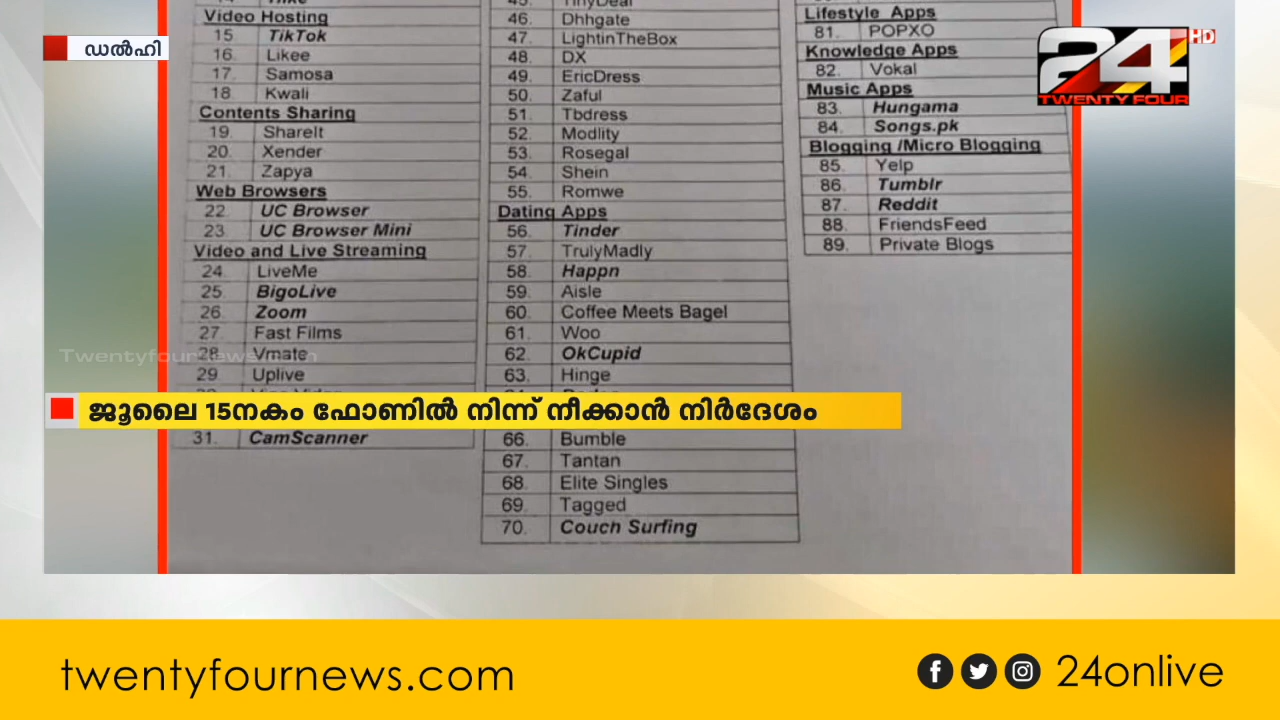 ഡൽഹി
Video Hosting
15 TikTok
16. Likee
17. Samosa
18. Kwali
Contents Sharing
19. ShareIt
20. Xender
21. Zapya
Web Browsers
22. UC Browser
23. UC Browser Mini
Video and Live Streaming
24. LiveMe
25. BigoLive
26. Zoom
27. Fast Films
28. Vmate
29 Uplive
31. CamScanner
45. TinyDeal
46. Dhhgate
47. LightinTheBox
48. DX
49. EricDress
50. Zaful
51. Tbdress
52. Modlity
53. Rosegal
54. Shein
55. Romwe
Dating Apps
56. Tinder
57. TrulyMadly
58. Happn
59. Aisle
60. Coffee Meets Bagel
61. Woo
62. OkCupid
63. Hinge
66. Bumble
67. Tantan
68. Elite Singles
69. Tagged
70. Couch Surfing
Lifestyle Apps
81. POPXO
Knowledge Apps
82. Vokal
Music Apps
83. Hungama
84. Songs.pk
Blogging /Micro Blogging
85. Yelp
86. Tumblr
87. Reddit
88. FriendsFeed
89. Private Blogs
24 HD
TWENTY FOUR
Twentyfournews.com
ജൂലൈ 15നകം ഫോണിൽ നിന്ന് നീക്കാൻ നിർദേശം
twentyfournews.com
24onlive